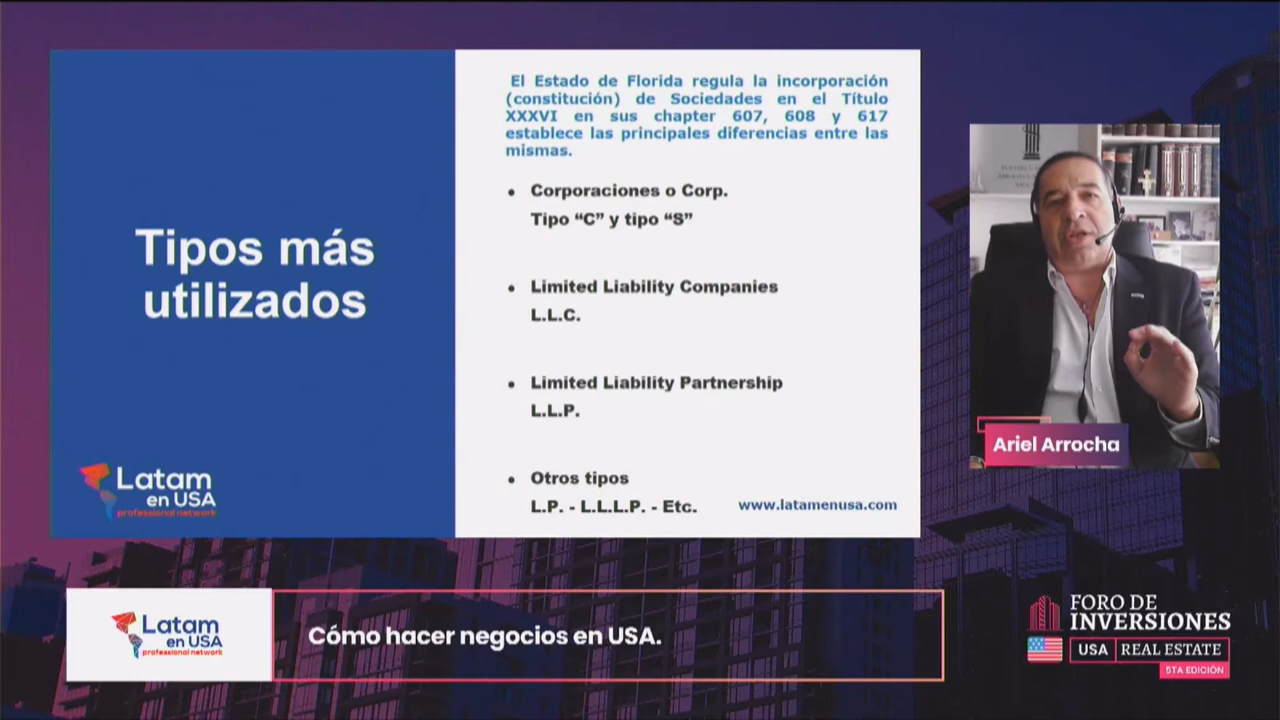 El Estado de Florida regula la incorporación
(constitución) de Sociedades en el Título
XXXVI en sus chapter 607, 608 y 617
establece las principales diferencias entre las
mismas.
Tipos más
utilizados
• Corporaciones o Corp.
Tipo “C” y tipo “S”
• Limited Liability Companies
L.L.C.
• Limited Liability Partnership
L.L.P.
• Otros tipos
L.P. - L.L.L.P. - Etc.
www.latamenusa.com
Latam
en USA
professional network
Ariel Arrocha
Latam
en USA
professional network
Cómo hacer negocios en USA.
FORO DE
INVERSIONES
USA REAL ESTATE
5TA EDICIÓN